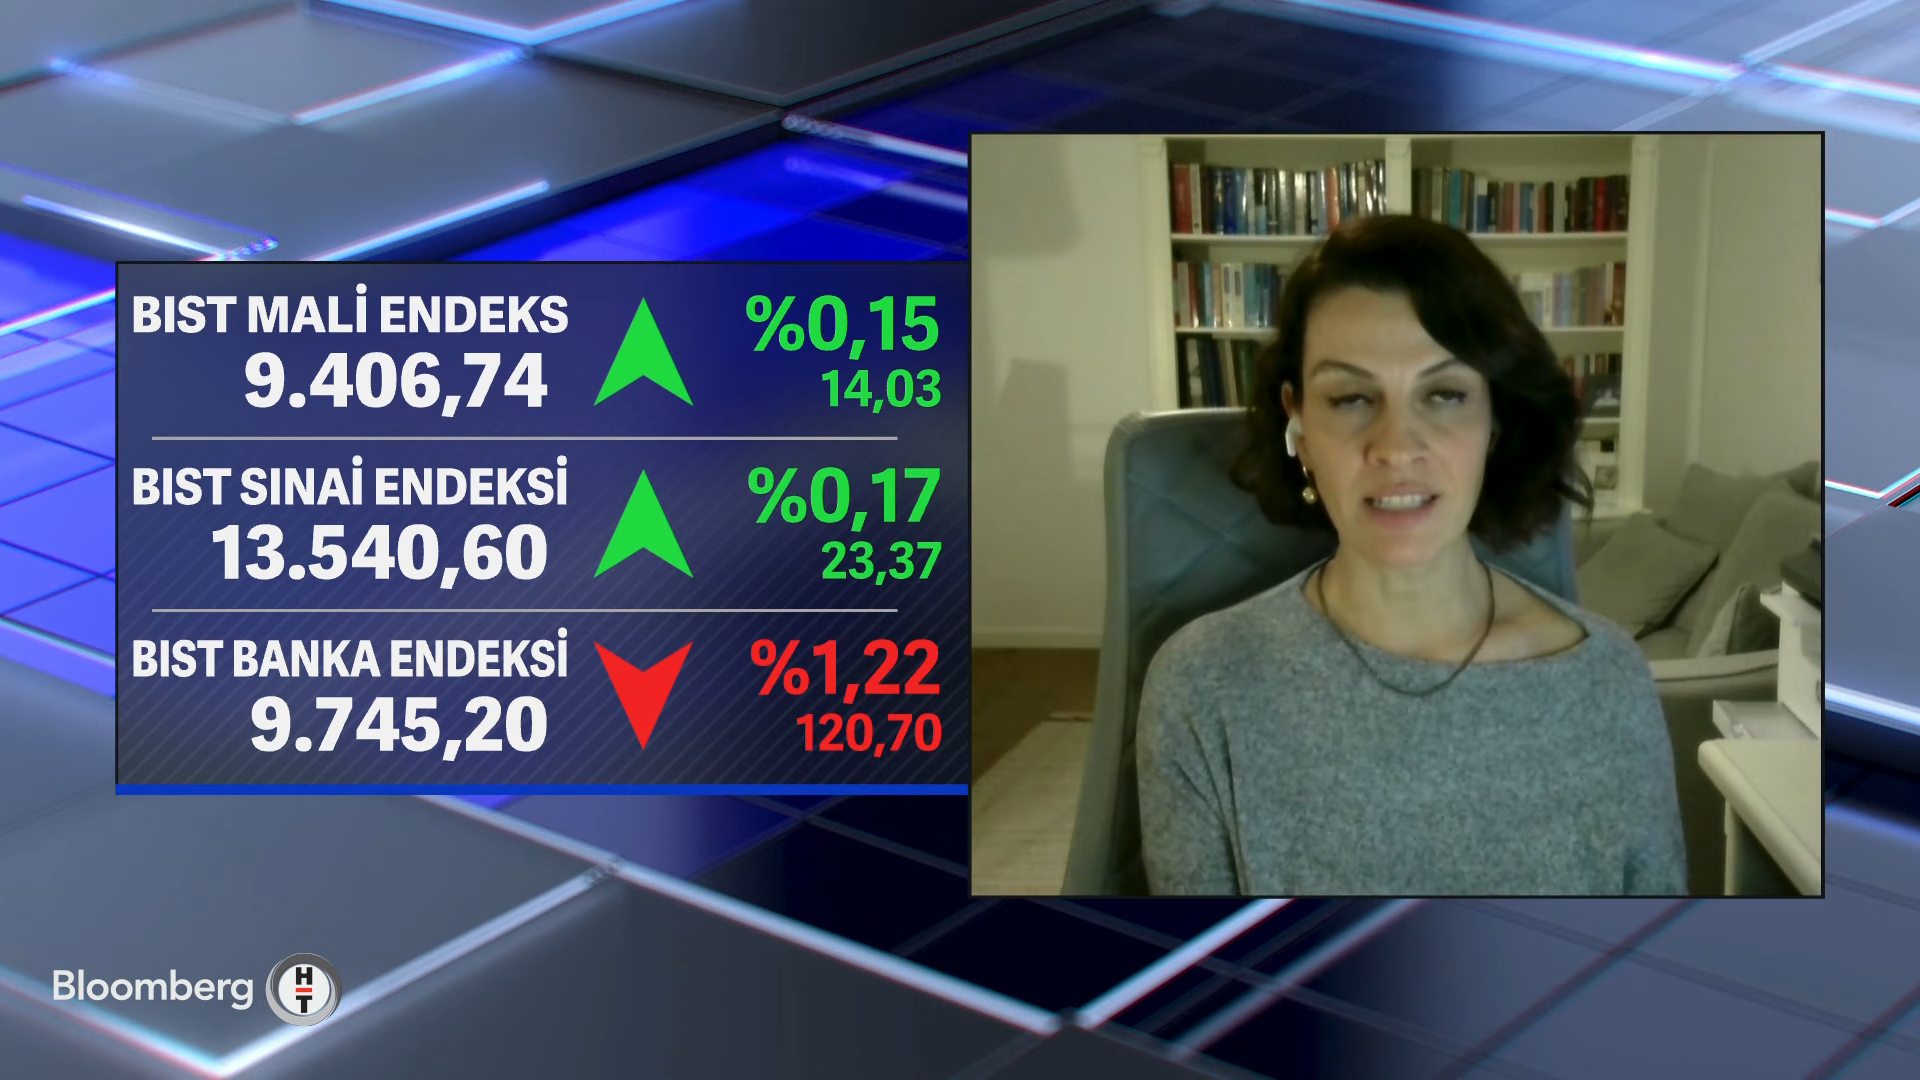 BIST MALİ ENDEKS
9.406,74
%0,15
14,03
BIST SINAİ ENDEKSİ
13.540,60
%0,17
23,37
BIST BANKA ENDEKSİ
9.745,20
%1,22
120,70
Bloomberg HT